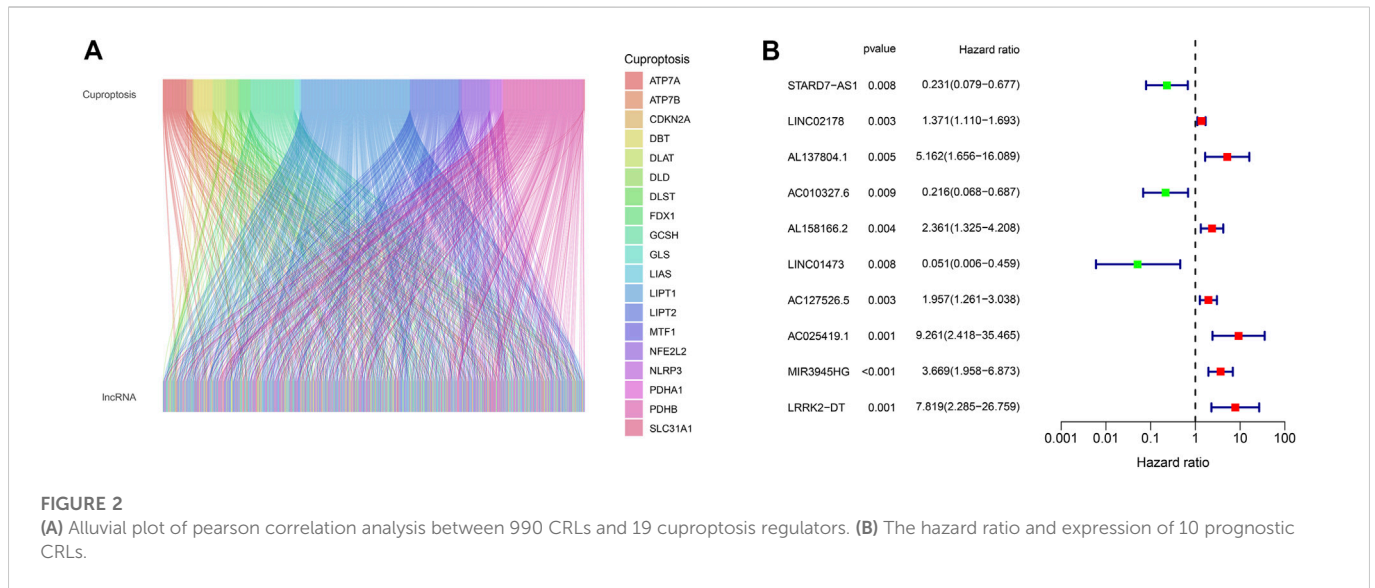 A
Cuproptosis
lncRNA
Cuproptosis
ATP7A
ATP7B
CDKN2A
DBT
DLAT
DLD
DLST
FDX1
GCSH
GLS
LIAS
LIPT1
LIPT2
MTF1
NFE2L2
NLRP3
PDHA1
PDHB
SLC31A1
B
pvalue Hazard ratio
STARD7−AS1 0.008 0.231(0.079−0.677)
LINC02178 0.003 1.371(1.110−1.693)
AL137804.1 0.005 5.162(1.656−16.089)
AC010327.6 0.009 0.216(0.068−0.687)
AL158166.2 0.004 2.361(1.325−4.208)
LINC01473 0.008 0.051(0.006−0.459)
AC127526.5 0.003 1.957(1.261−3.038)
AC025419.1 0.001 9.261(2.418−35.465)
MIR3945HG <0.001 3.669(1.958−6.873)
LRRK2−DT 0.001 7.819(2.285−26.759)
0.001 0.01 0.1 1 10 100
Hazard ratio
FIGURE 2
(A) Alluvial plot of pearson correlation analysis between 990 CRLs and 19 cuproptosis regulators. (B) The hazard ratio and expression of 10 prognostic
CRLs.